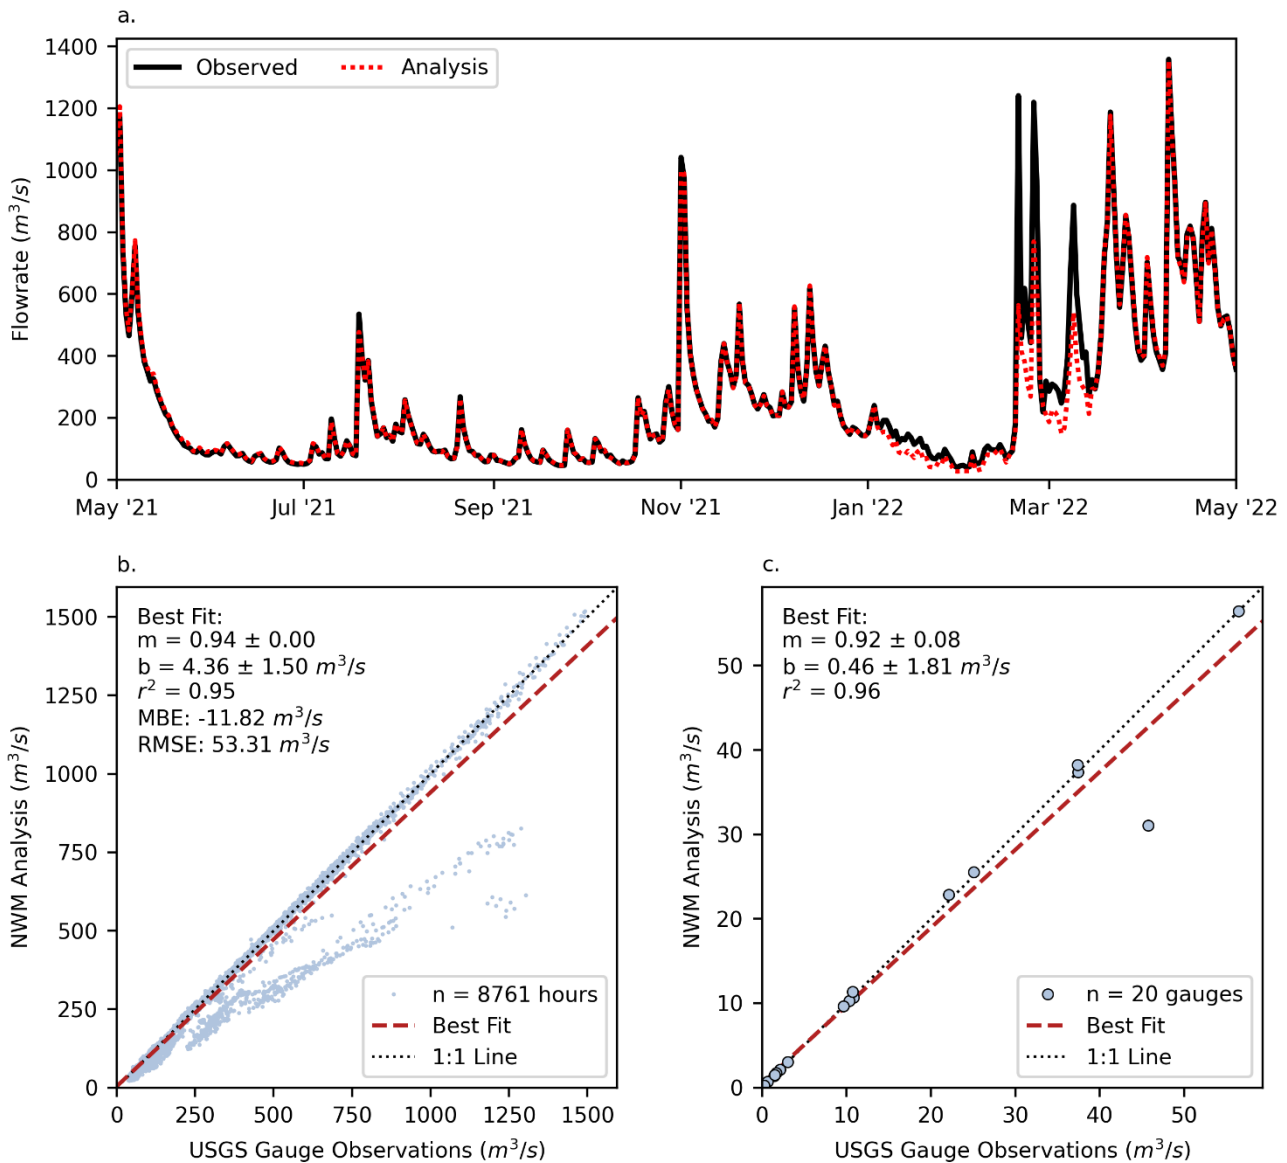 a.
1400
1200
1000
800
600
400
200
0
Flowrate (m³/s)
Observed
Analysis
May '21
Jul '21
Sep '21
Nov '21
Jan '22
Mar '22
May '22
b.
Best Fit:
m = 0.94 ± 0.00
b = 4.36 ± 1.50 m³/s
r² = 0.95
MBE: -11.82 m³/s
RMSE: 53.31 m³/s
1500
1250
1000
750
500
250
0
NWM Analysis (m³/s)
n = 8761 hours
Best Fit
1:1 Line
0
250
500
750
1000
1250
1500
USGS Gauge Observations (m³/s)
c.
Best Fit:
m = 0.92 ± 0.08
b = 0.46 ± 1.81 m³/s
r² = 0.96
50
40
30
20
10
0
NWM Analysis (m³/s)
n = 20 gauges
Best Fit
1:1 Line
0
10
20
30
40
50
USGS Gauge Observations (m³/s)